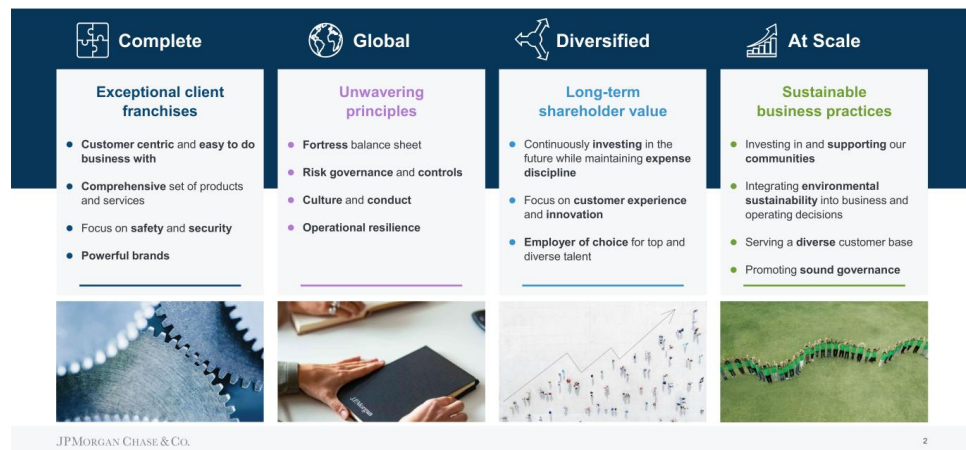 Complete
Global
Diversified
At Scale
Exceptional client
franchises
Customer centric and easy to do
business with
Comprehensive set of products
and services
Focus on safety and security
Powerful brands
Unwavering
principles
Fortress balance sheet
Risk governance and controls
Culture and conduct
Operational resilience
Long-term
shareholder value
Continuously investing in the
future while maintaining expense
discipline
Focus on customer experience
and innovation
Employer of choice for top and
diverse talent
Sustainable
business practices
Investing in and supporting our
communities
Integrating environmental
sustainability into business and
operating decisions
Serving a diverse customer base
Promoting sound governance
J.P.Morgan
JPMORGAN CHASE & CO.
2